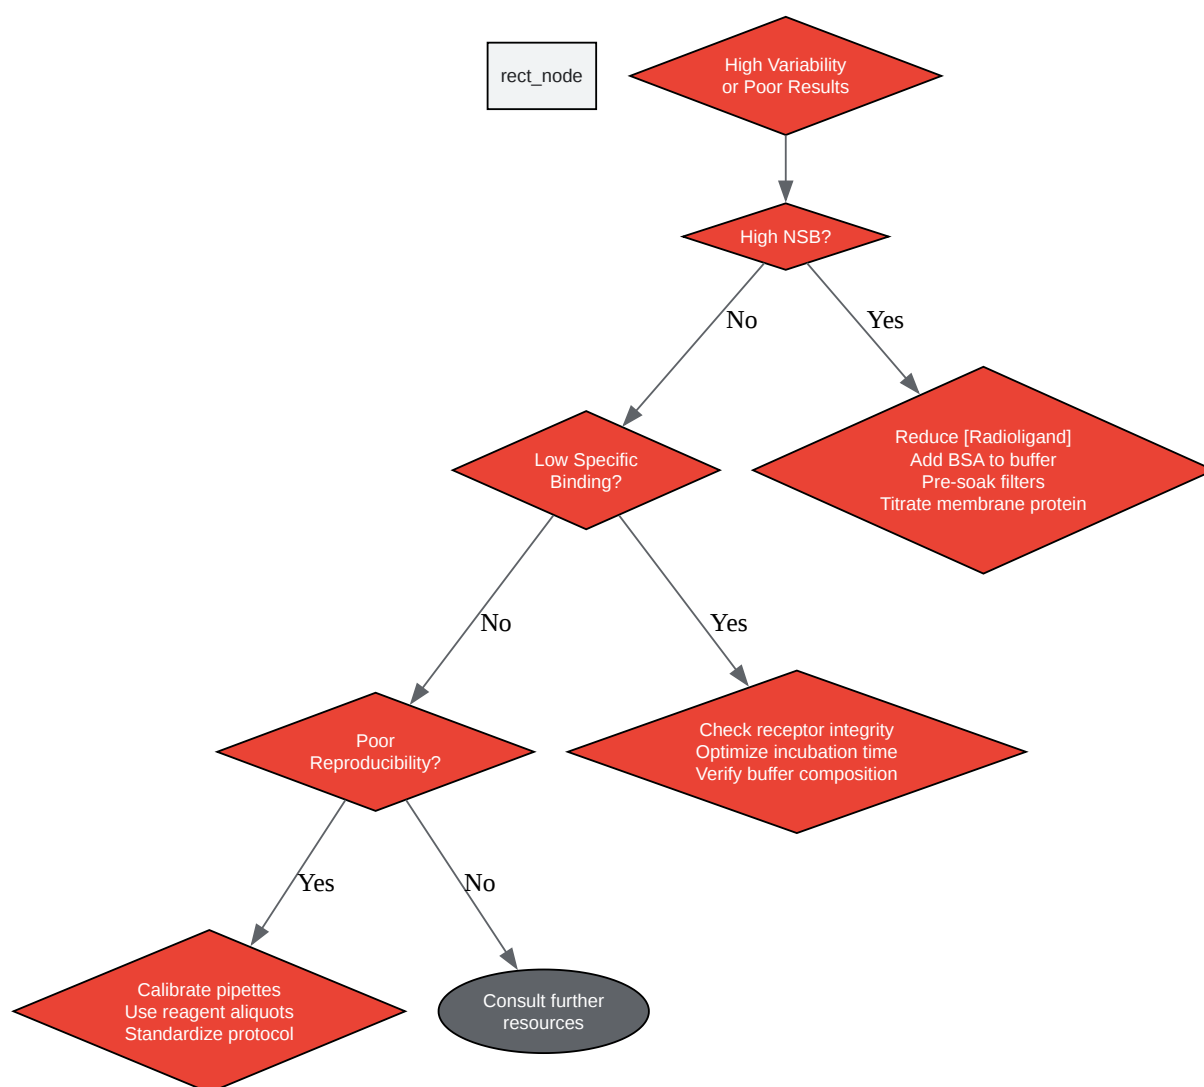 rect_node
High Variability
or Poor Results
High NSB?
No
Yes
Reduce [Radioligand]
Add BSA to buffer
Pre-soak filters
Titrate membrane protein
Low Specific
Binding?
No
Yes
Poor
Reproducibility?
Check receptor integrity
Optimize incubation time
Verify buffer composition
Yes
No
Calibrate pipettes
Use reagent aliquots
Standardize protocol
Consult further
resources